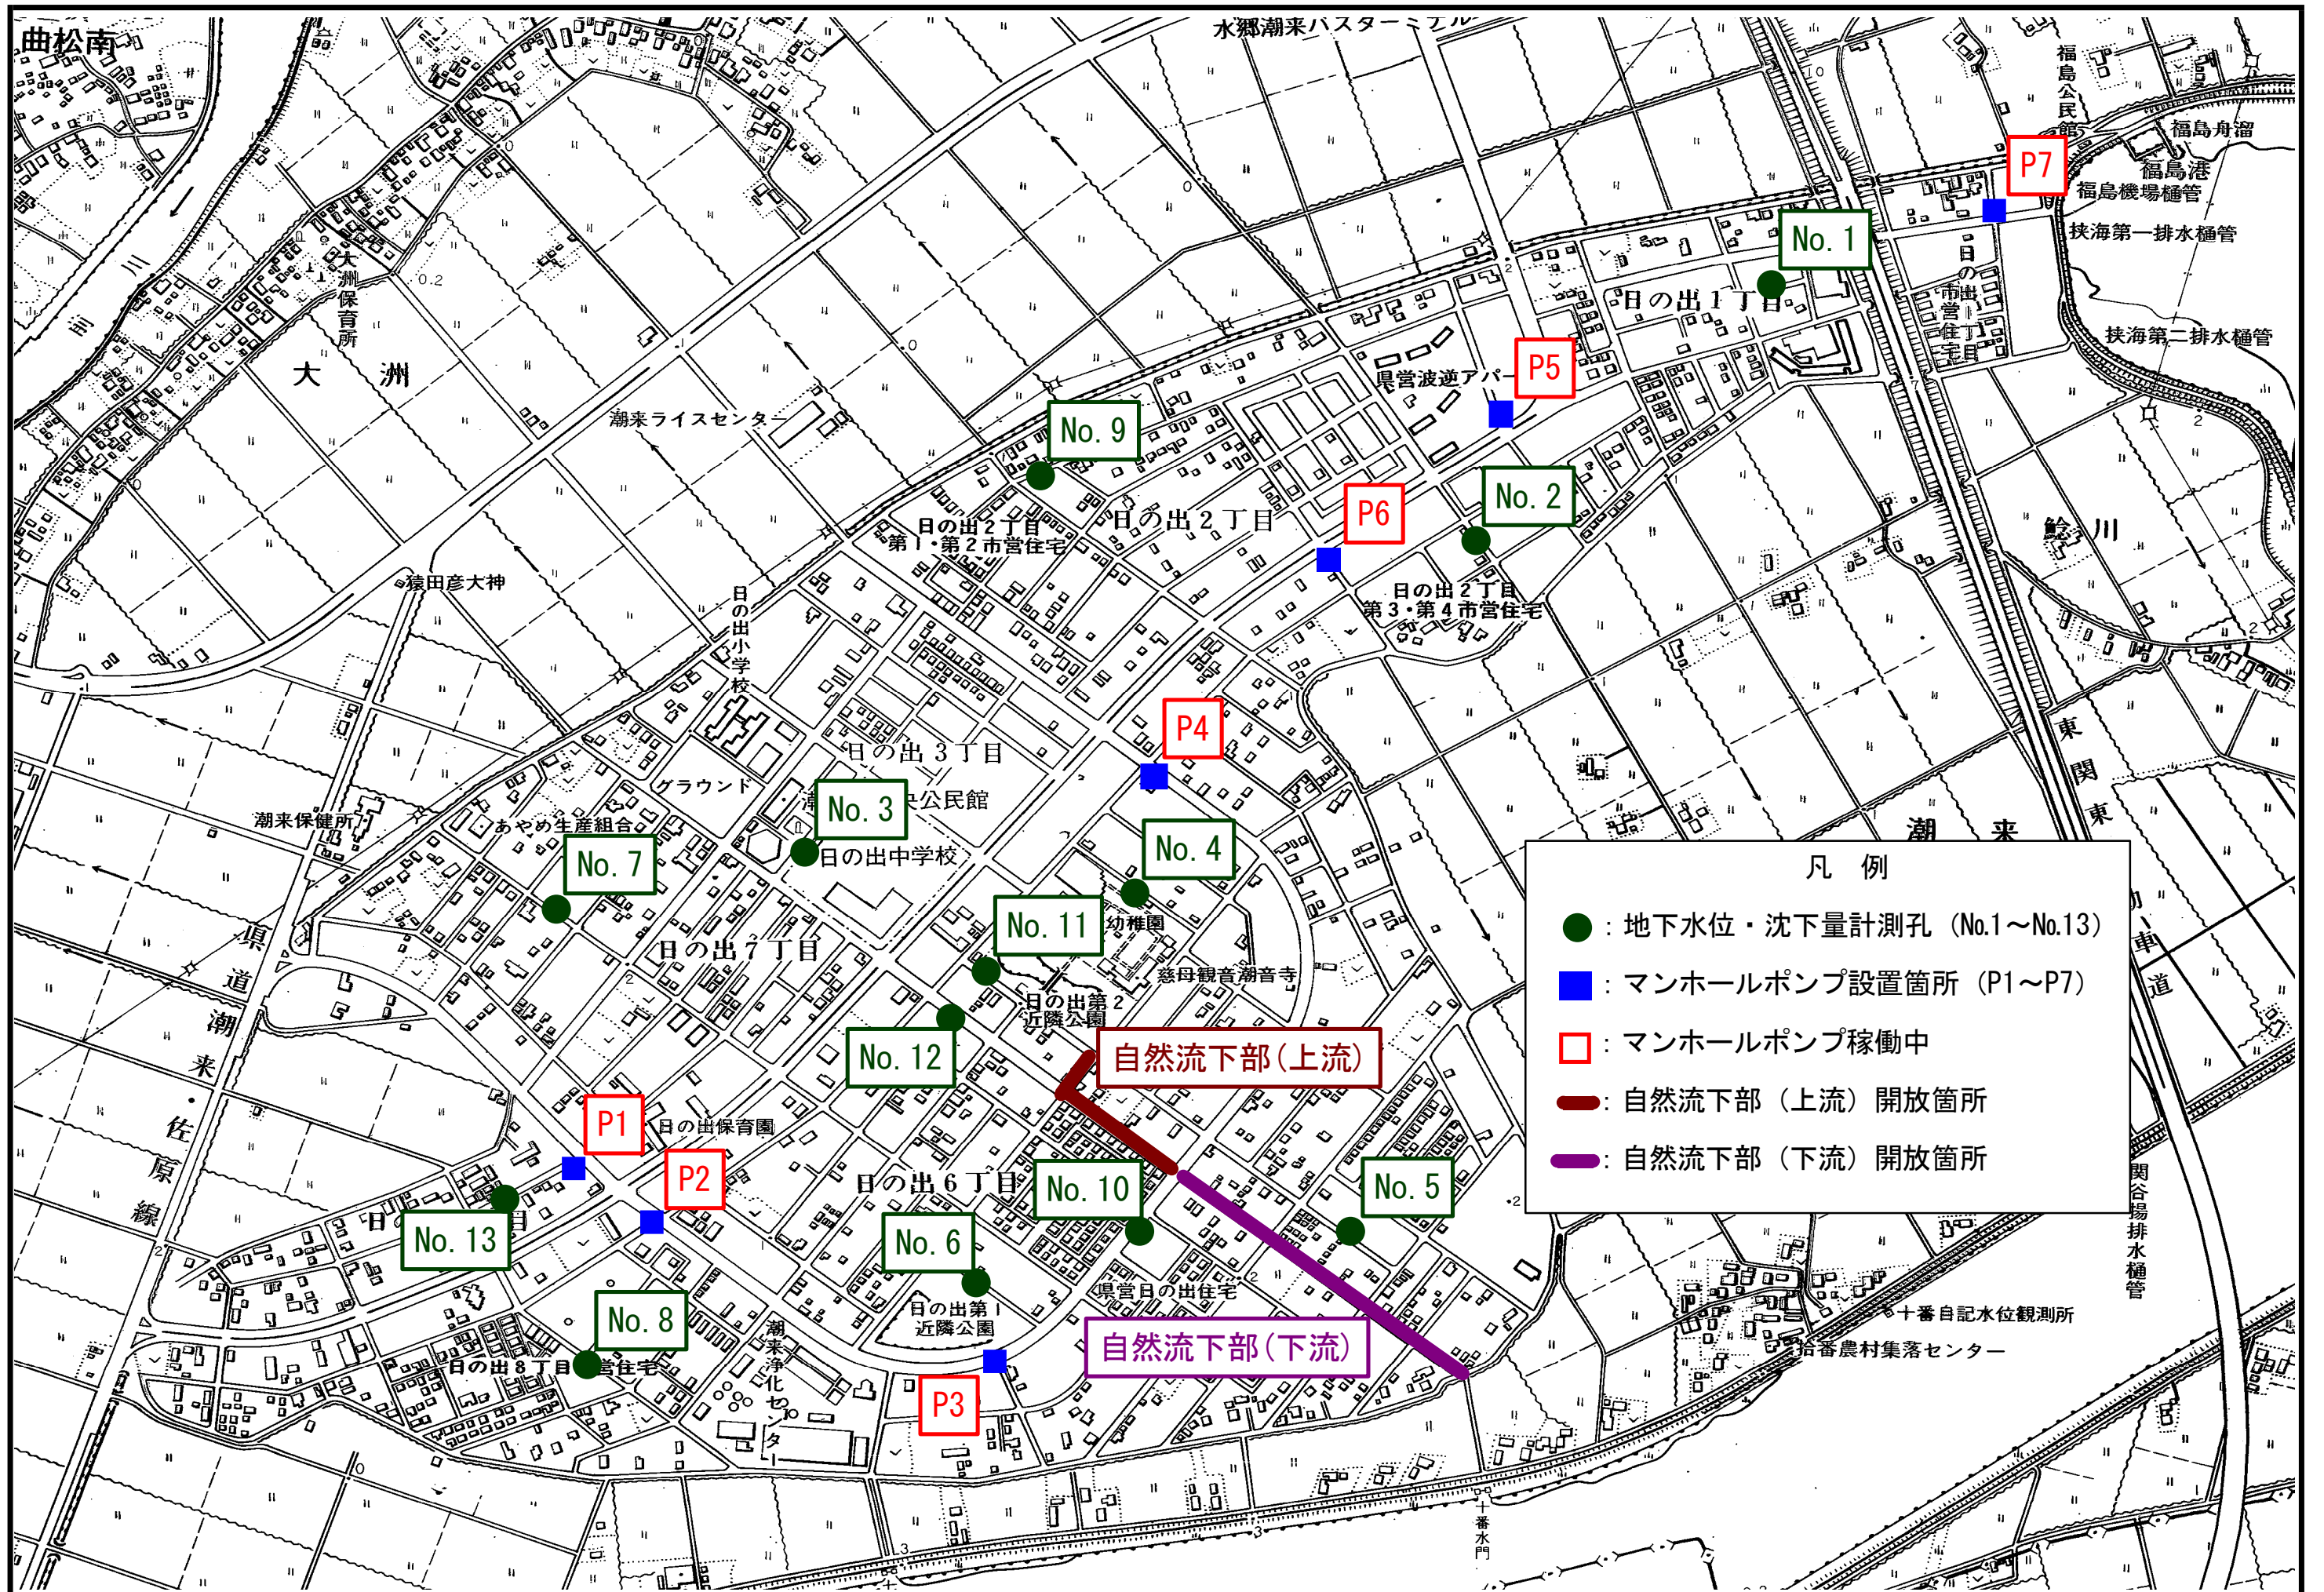 曲松南
水郷潮来バスターミナル
福島公民館
福島舟溜
福島港
福島機場樋管
挟海第一排水樋管
挟海第二排水樋管
P7
No. 1
日の出1丁目
日の出1丁目
市営住宅
大洲保育所
大洲
潮来ライスセンター
県営波逆アパー
P5
No. 9
No. 2
P6
日の出2丁目
日の出2丁目
第1・第2市営住宅
日の出2丁目
第3・第4市営住宅
鯰川
猿田彦大神
日の出小学校
P4
日の出3丁目
グラウンド
央公民館
No. 3
日の出中学校
潮来保健所
あやめ生産組合
No. 7
No. 4
幼稚園
No. 11
慈母観音潮音寺
日の出7丁目
日の出第2
近隣公園
No. 12
県道潮来・佐原線
東関東
動車道
潮来
凡 例
: 地下水位・沈下量計測孔 (No.1～No.13)
: マンホールポンプ設置箇所 (P1～P7)
: マンホールポンプ稼働中
: 自然流下部（上流）開放箇所
: 自然流下部（下流）開放箇所
自然流下部(上流)
P1
日の出保育園
P2
日の出6丁目
No. 10
No. 5
No. 13
No. 6
県営日の出住宅
日の出第1
近隣公園
自然流下部(下流)
No. 8
日の出8丁目
営住宅
潮来浄化センター
P3
関谷揚排水樋管
十番自記水位観測所
拾番農村集落センター
十番水門